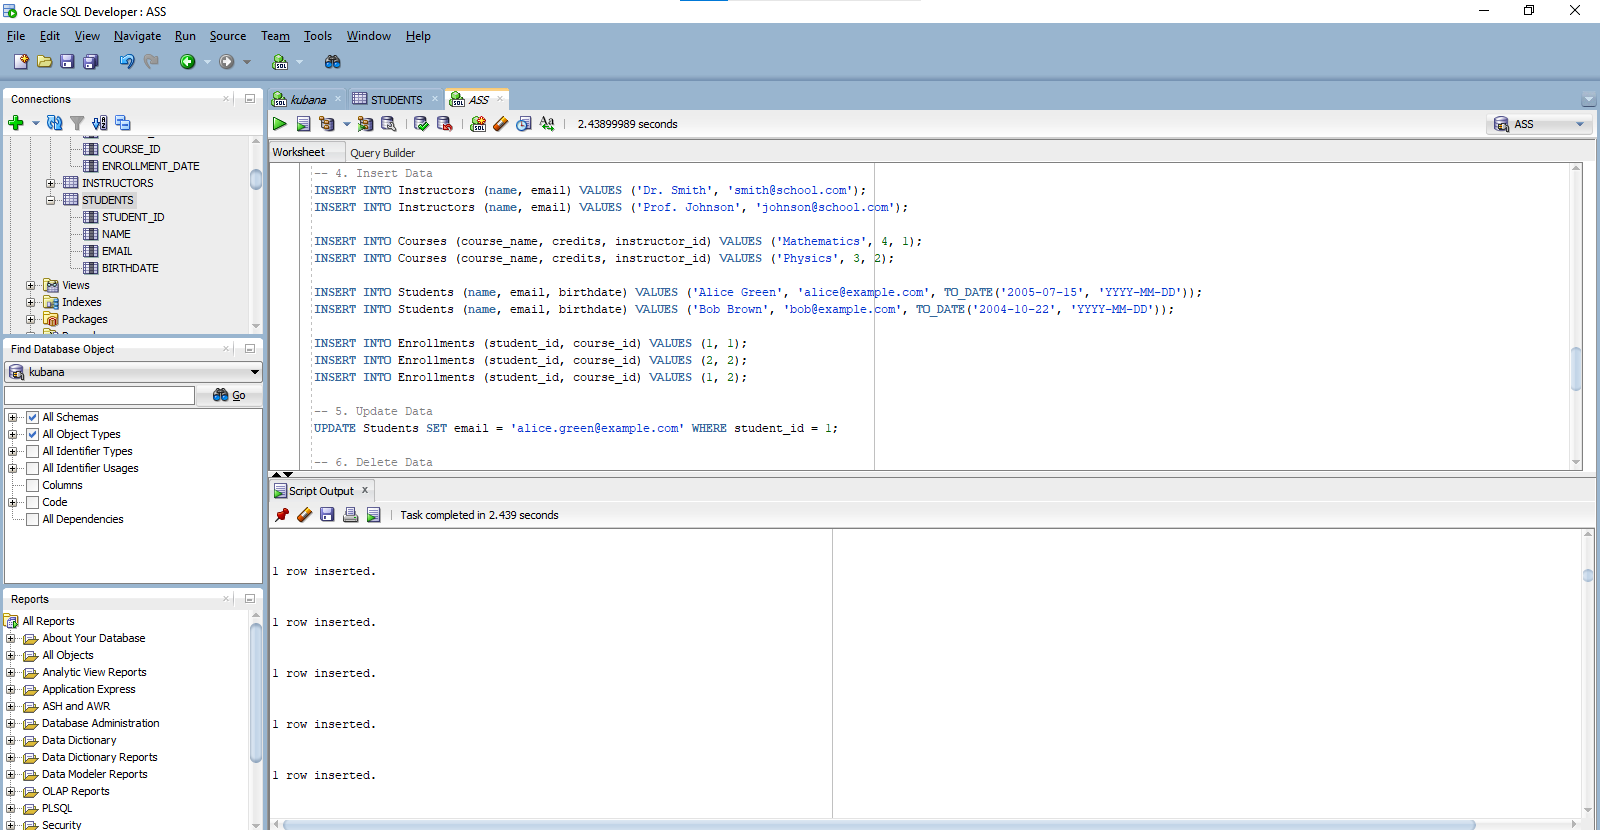 Oracle SQL Developer : ASS
File Edit View Navigate Run Source Team Tools Window Help
Connections
COURSE_ID
ENROLLMENT_DATE
INSTRUCTORS
STUDENTS
STUDENT_ID
NAME
EMAIL
BIRTHDATE
Views
Indexes
Packages
Find Database Object
kubana
Go
All Schemas
All Object Types
All Identifier Types
All Identifier Usages
Columns
Code
All Dependencies
Reports
All Reports
About Your Database
All Objects
Analytic View Reports
Application Express
ASH and AWR
Database Administration
Data Dictionary
Data Dictionary Reports
Data Modeler Reports
OLAP Reports
PLSQL
Security
kubana STUDENTS ASS
2.43899989 seconds
ASS
Worksheet Query Builder
-- 4. Insert Data
INSERT INTO Instructors (name, email) VALUES ('Dr. Smith', 'smith@school.com');
INSERT INTO Instructors (name, email) VALUES ('Prof. Johnson', 'johnson@school.com');
INSERT INTO Courses (course_name, credits, instructor_id) VALUES ('Mathematics', 4, 1);
INSERT INTO Courses (course_name, credits, instructor_id) VALUES ('Physics', 3, 2);
INSERT INTO Students (name, email, birthdate) VALUES ('Alice Green', 'alice@example.com', TO_DATE('2005-07-15', 'YYYY-MM-DD'));
INSERT INTO Students (name, email, birthdate) VALUES ('Bob Brown', 'bob@example.com', TO_DATE('2004-10-22', 'YYYY-MM-DD'));
INSERT INTO Enrollments (student_id, course_id) VALUES (1, 1);
INSERT INTO Enrollments (student_id, course_id) VALUES (2, 2);
INSERT INTO Enrollments (student_id, course_id) VALUES (1, 2);
-- 5. Update Data
UPDATE Students SET email = 'alice.green@example.com' WHERE student_id = 1;
-- 6. Delete Data
Script Output
Task completed in 2.439 seconds
1 row inserted.
1 row inserted.
1 row inserted.
1 row inserted.
1 row inserted.